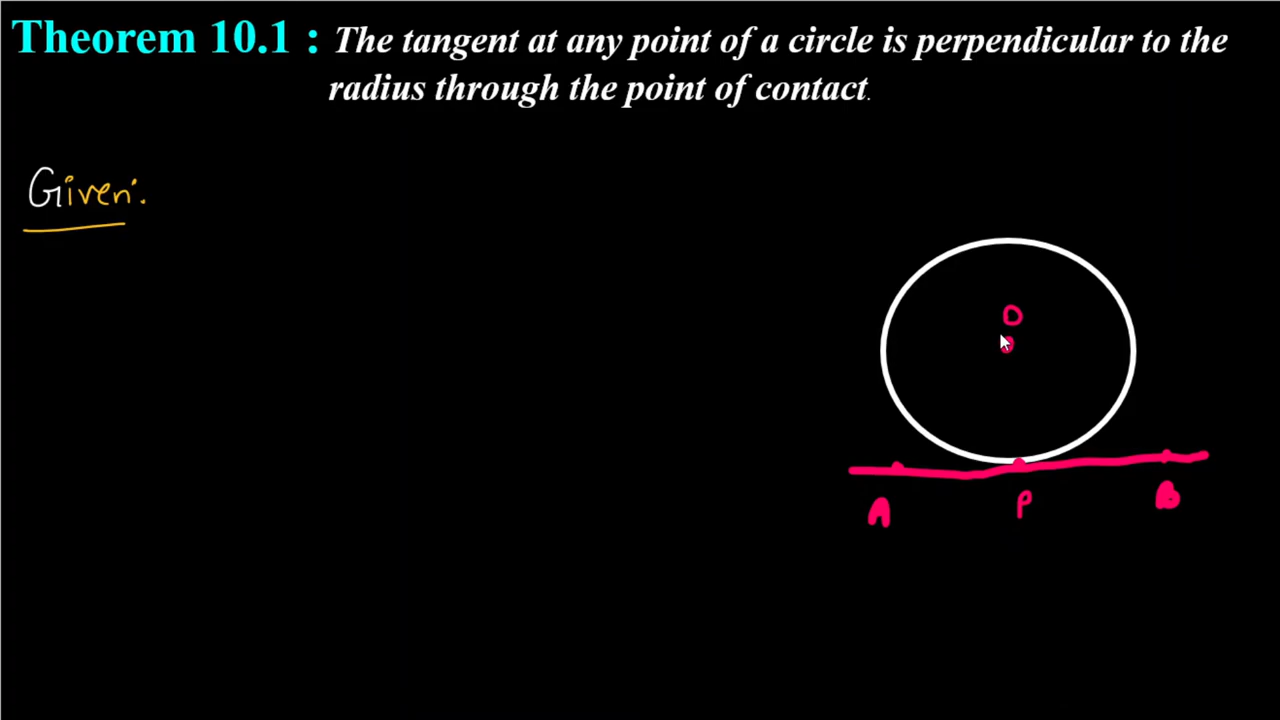 Theorem 10.1 : The tangent at any point of a circle is perpendicular to the
radius through the point of contact.
Given:
O
A P B